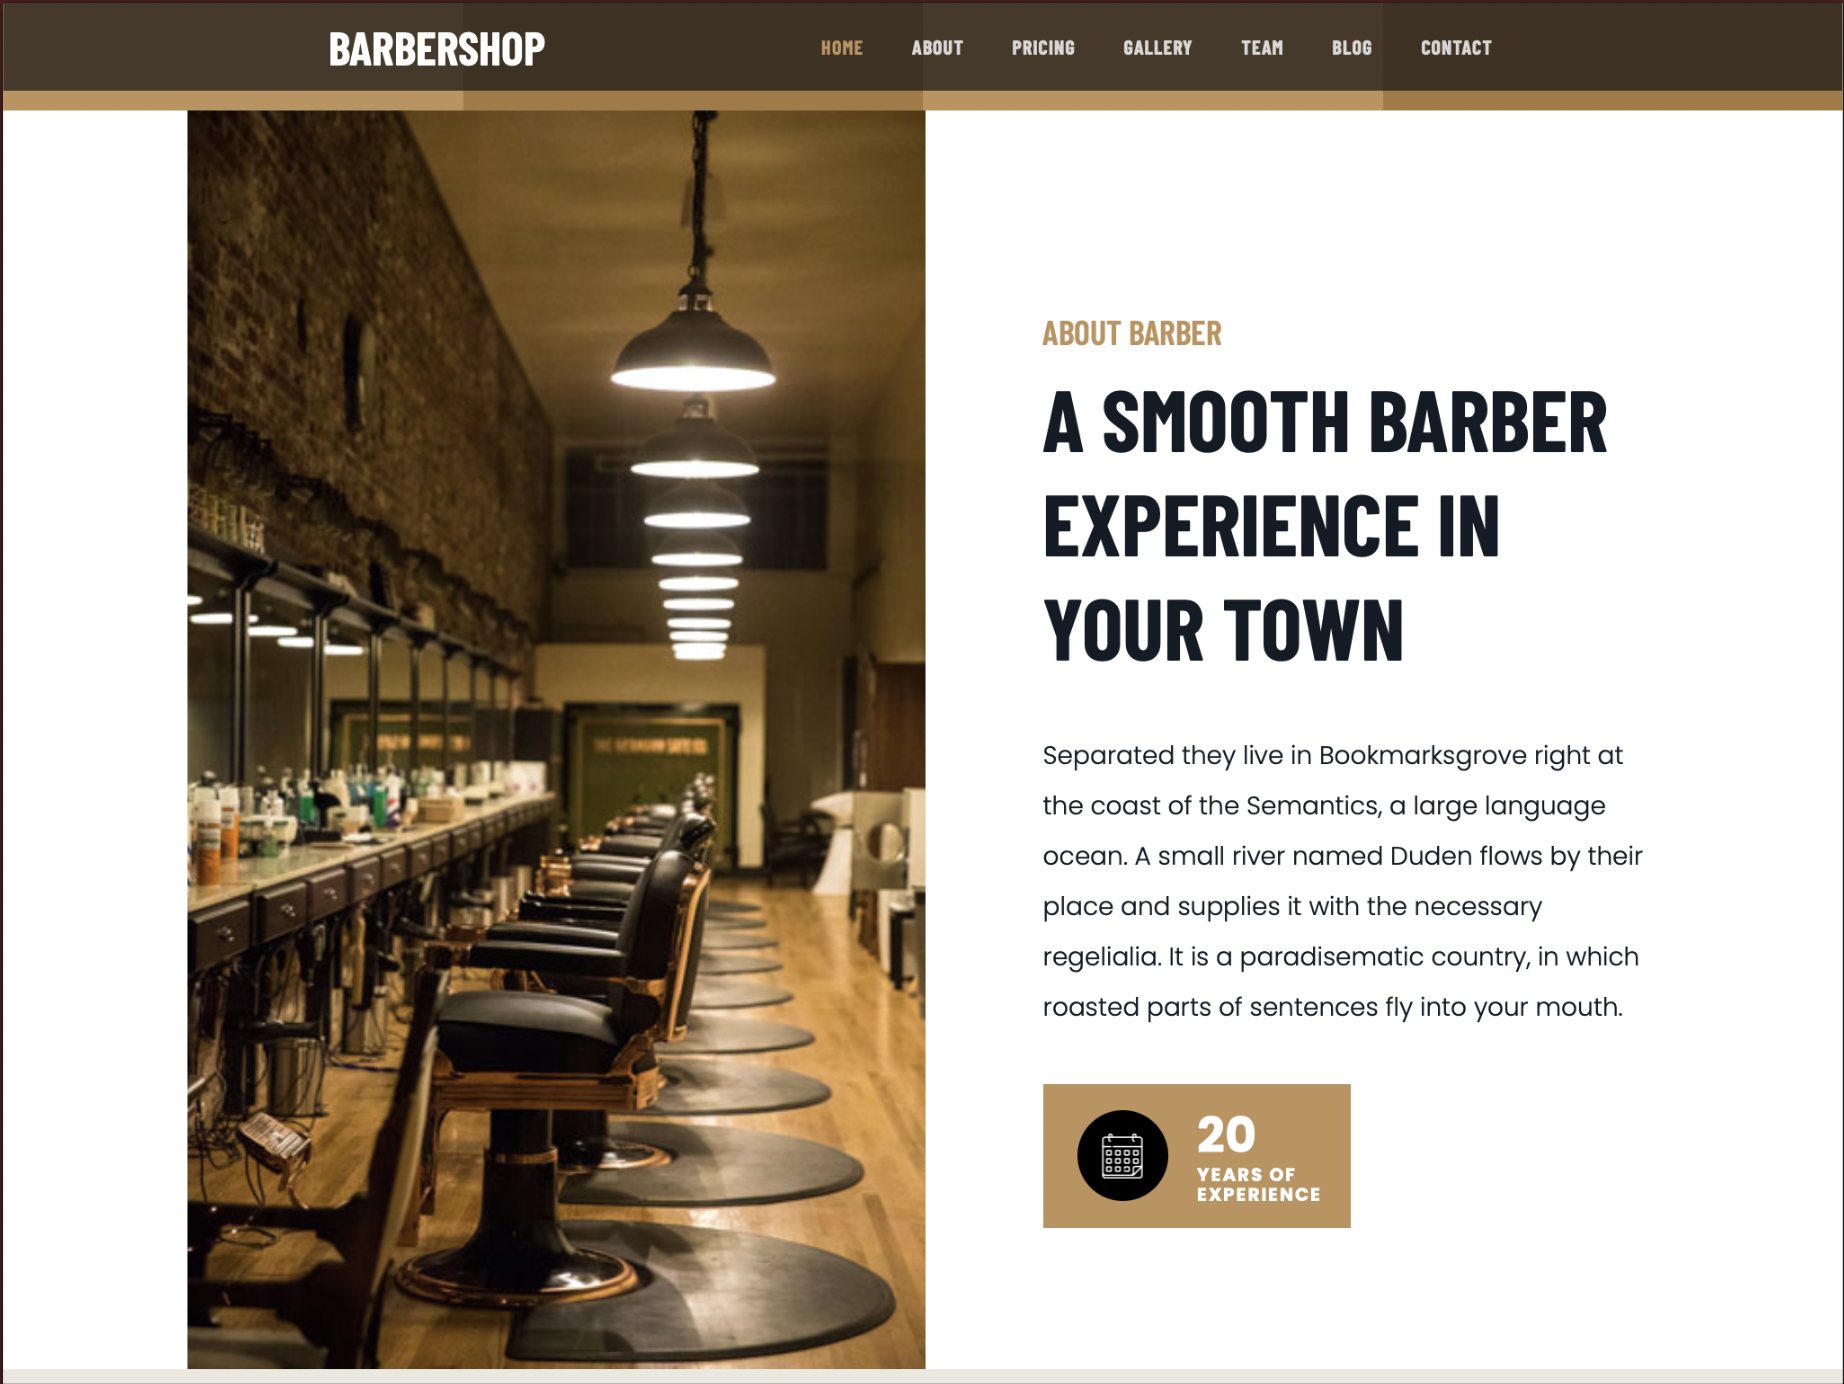 BARBERSHOP
HOME ABOUT PRICING GALLERY TEAM BLOG CONTACT
ABOUT BARBER
A SMOOTH BARBER
EXPERIENCE IN
YOUR TOWN
Separated they live in Bookmarksgrove right at
the coast of the Semantics, a large language
ocean. A small river named Duden flows by their
place and supplies it with the necessary
regelialia. It is a paradisematic country, in which
roasted parts of sentences fly into your mouth.
20
YEARS OF
EXPERIENCE